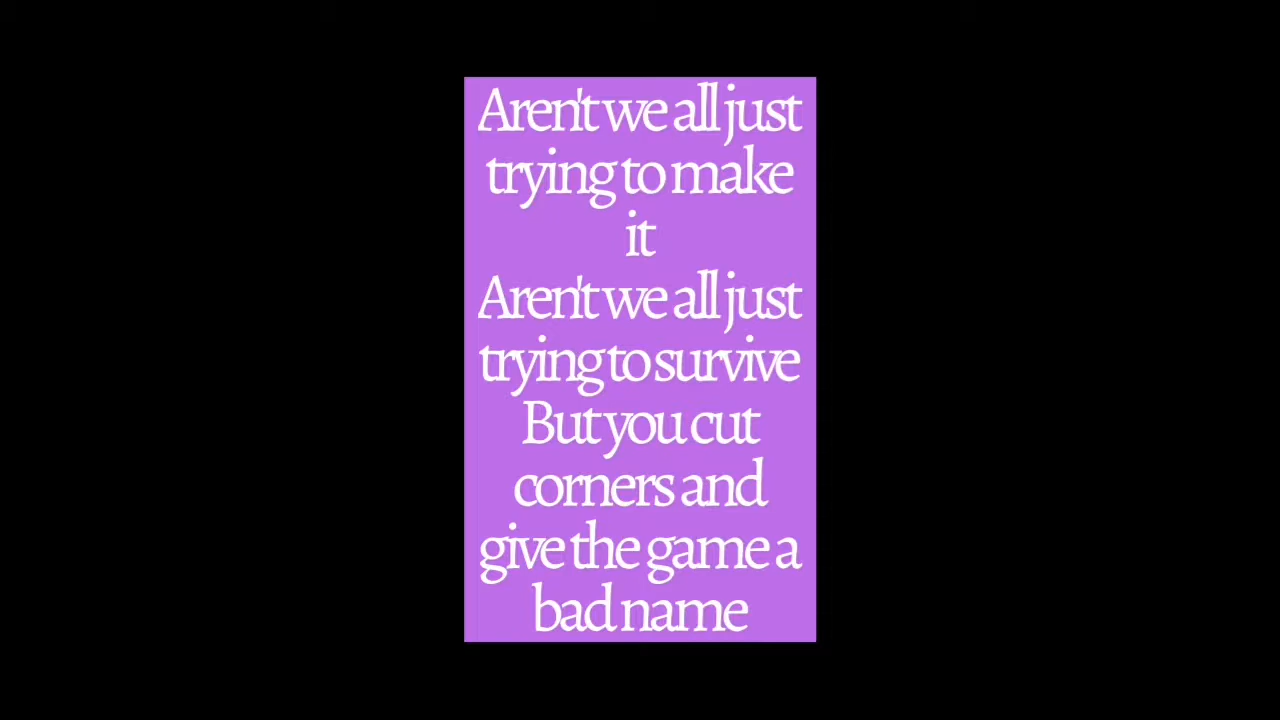 Aren't we all just
trying to make
it
Aren't we all just
trying to survive
But you cut
corners and
give the game a
bad name